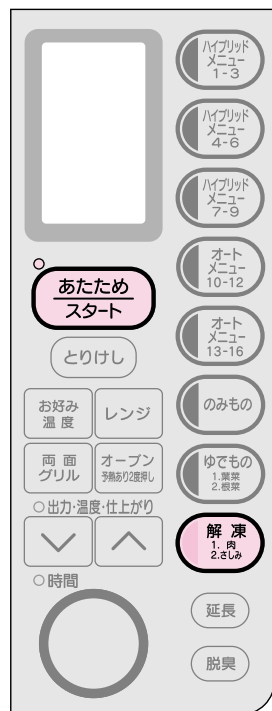 ハイブリッド
メニュー
1-3
ハイブリッド
メニュー
4-6
ハイブリッド
メニュー
7-9
あたため
スタート
オート
メニュー
10-12
とりけし
オート
メニュー
13-16
お好み
温度
レンジ
のみもの
両面
グリル
オーブン
予熱あり2度押し
ゆでもの
1.葉菜
2.根菜
出力・温度・仕上がり
解凍
1. 肉
2.さしみ
時間
延長
脱臭